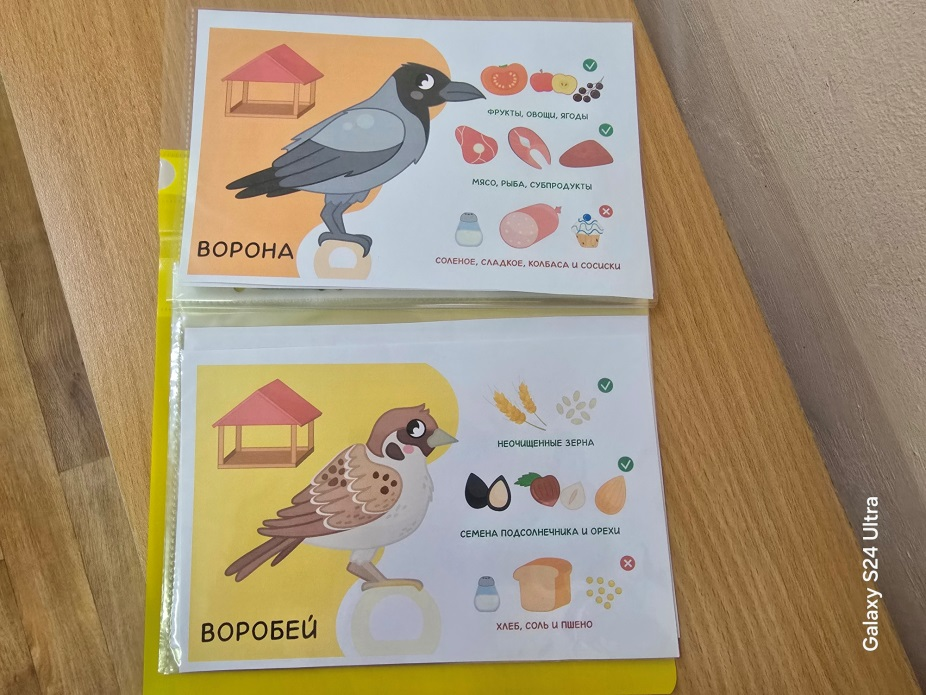 ФРУКТЫ, ОВОЩИ, ЯГОДЫ
МЯСО, РЫБА, СУБПРОДУКТЫ
СОЛЕНОЕ, СЛАДКОЕ, КОЛБАСА И СОСИСКИ
ВОРОНА
НЕОЧИЩЕННЫЕ ЗЕРНА
СЕМЕНА ПОДСОЛНЕЧНИКА И ОРЕХИ
ХЛЕБ, СОЛЬ И ПШЕНО
ВОРОБЕЙ
Galaxy S24 Ultra